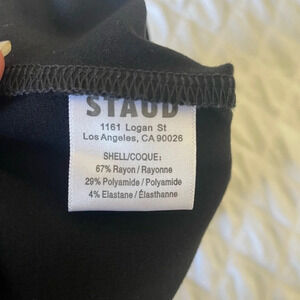 STAUD
1161 Logan St
Los Angeles, CA 90026
SHELL/COQUE:
67% Rayon / Rayonne
29% Polyamide / Polyamide
4% Elastane / Élasthanne